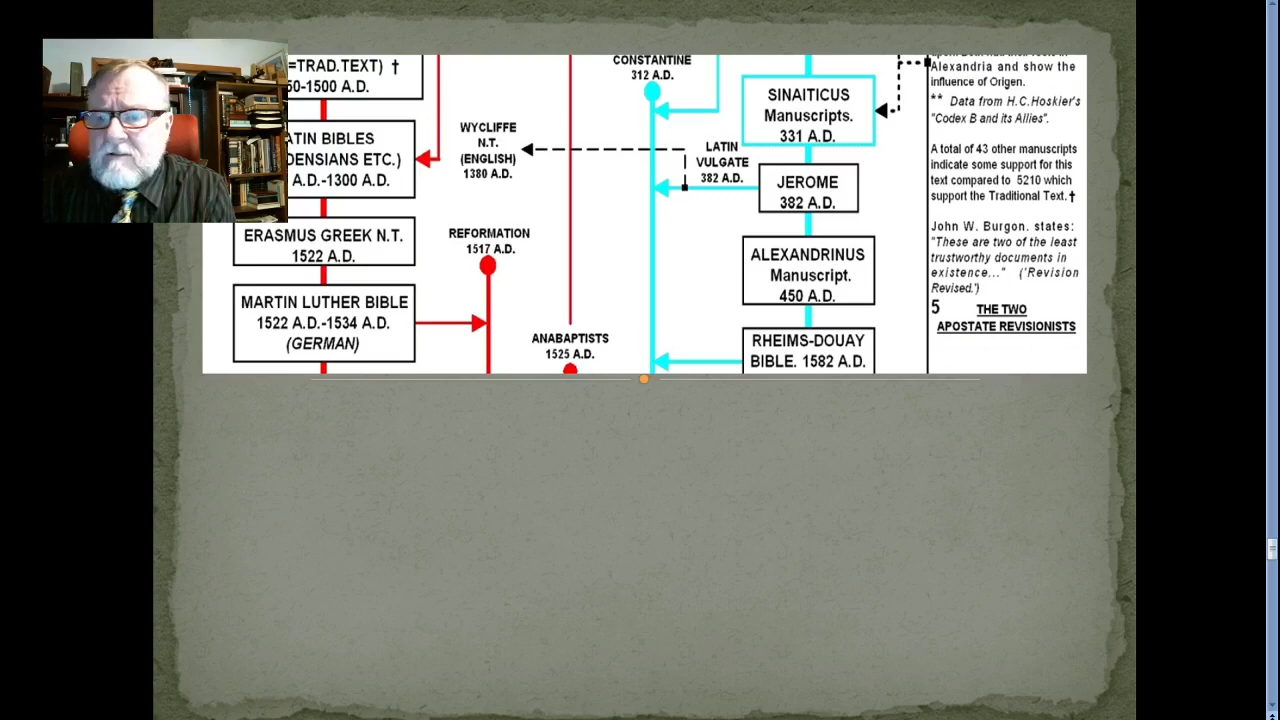 =TRAD.TEXT) †
50-1500 A.D.
ATIN BIBLES
DENSIANS ETC.)
A.D.-1300 A.D.
ERASMUS GREEK N.T.
1522 A.D.
MARTIN LUTHER BIBLE
1522 A.D.-1534 A.D.
(GERMAN)
WYCLIFFE
N.T.
(ENGLISH)
1380 A.D.
REFORMATION
1517 A.D.
ANABAPTISTS
1525 A.D.
CONSTANTINE
312 A.D.
LATIN
VULGATE
382 A.D.
SINAITICUS
Manuscripts.
331 A.D.
JEROME
382 A.D.
ALEXANDRINUS
Manuscript.
450 A.D.
RHEIMS-DOUAY
BIBLE. 1582 A.D.
Alexandria and show the
influence of Origen.
** Data from H.C.Hoskier's
"Codex B and its Allies".
A total of 43 other manuscripts
indicate some support for this
text compared to 5210 which
support the Traditional Text.†
John W. Burgon. states:
"These are two of the least
trustworthy documents in
existence..." ('Revision
Revised.')
5 THE TWO
APOSTATE REVISIONISTS